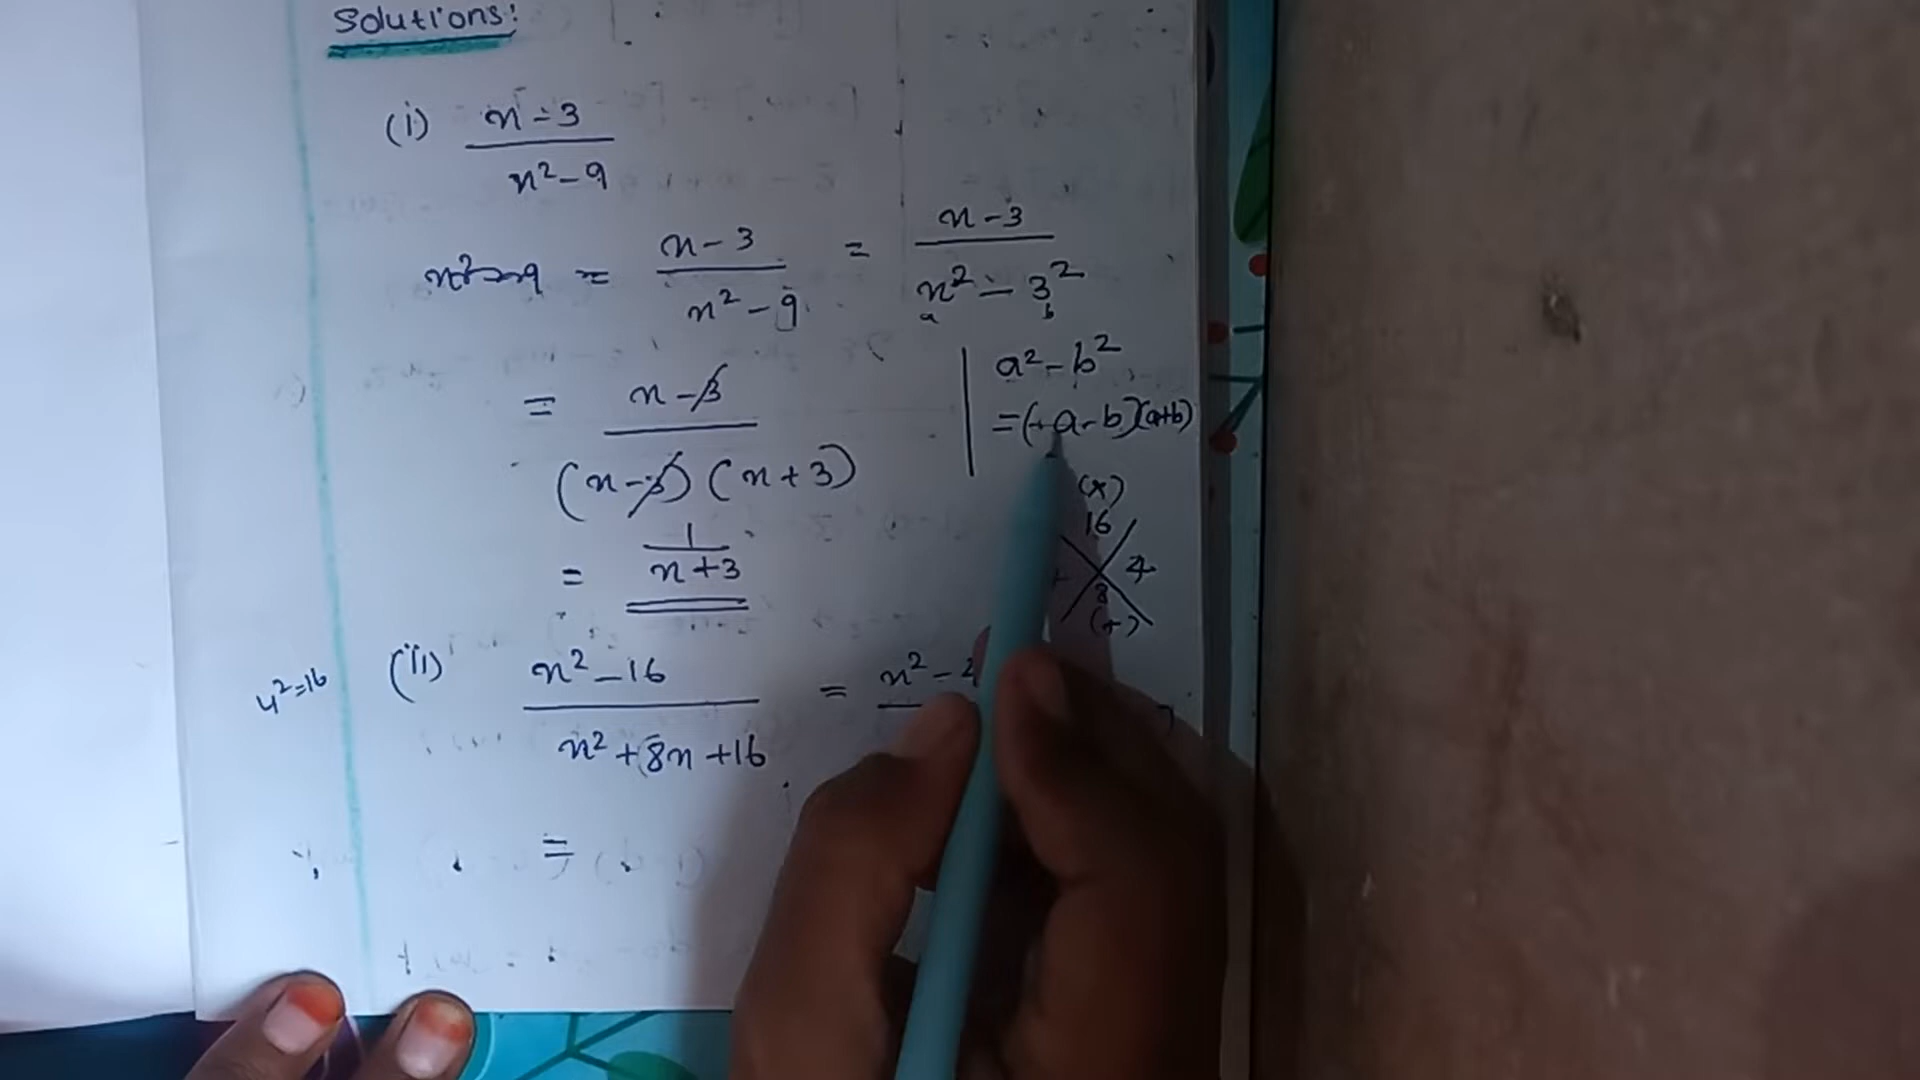 Solutions:
(i) x-3 / x²-9
x²-9 = x-3 / x²-9 = x-3 / x²-3²
a b
= x-3 / (x-3)(x+3)
a²-b²
=(+a-b)(a+b)
= 1 / x+3
(x)
16
4
8
(+)
4²=16 (ii) x²-16 / x²+8x+16 = x²-4
=